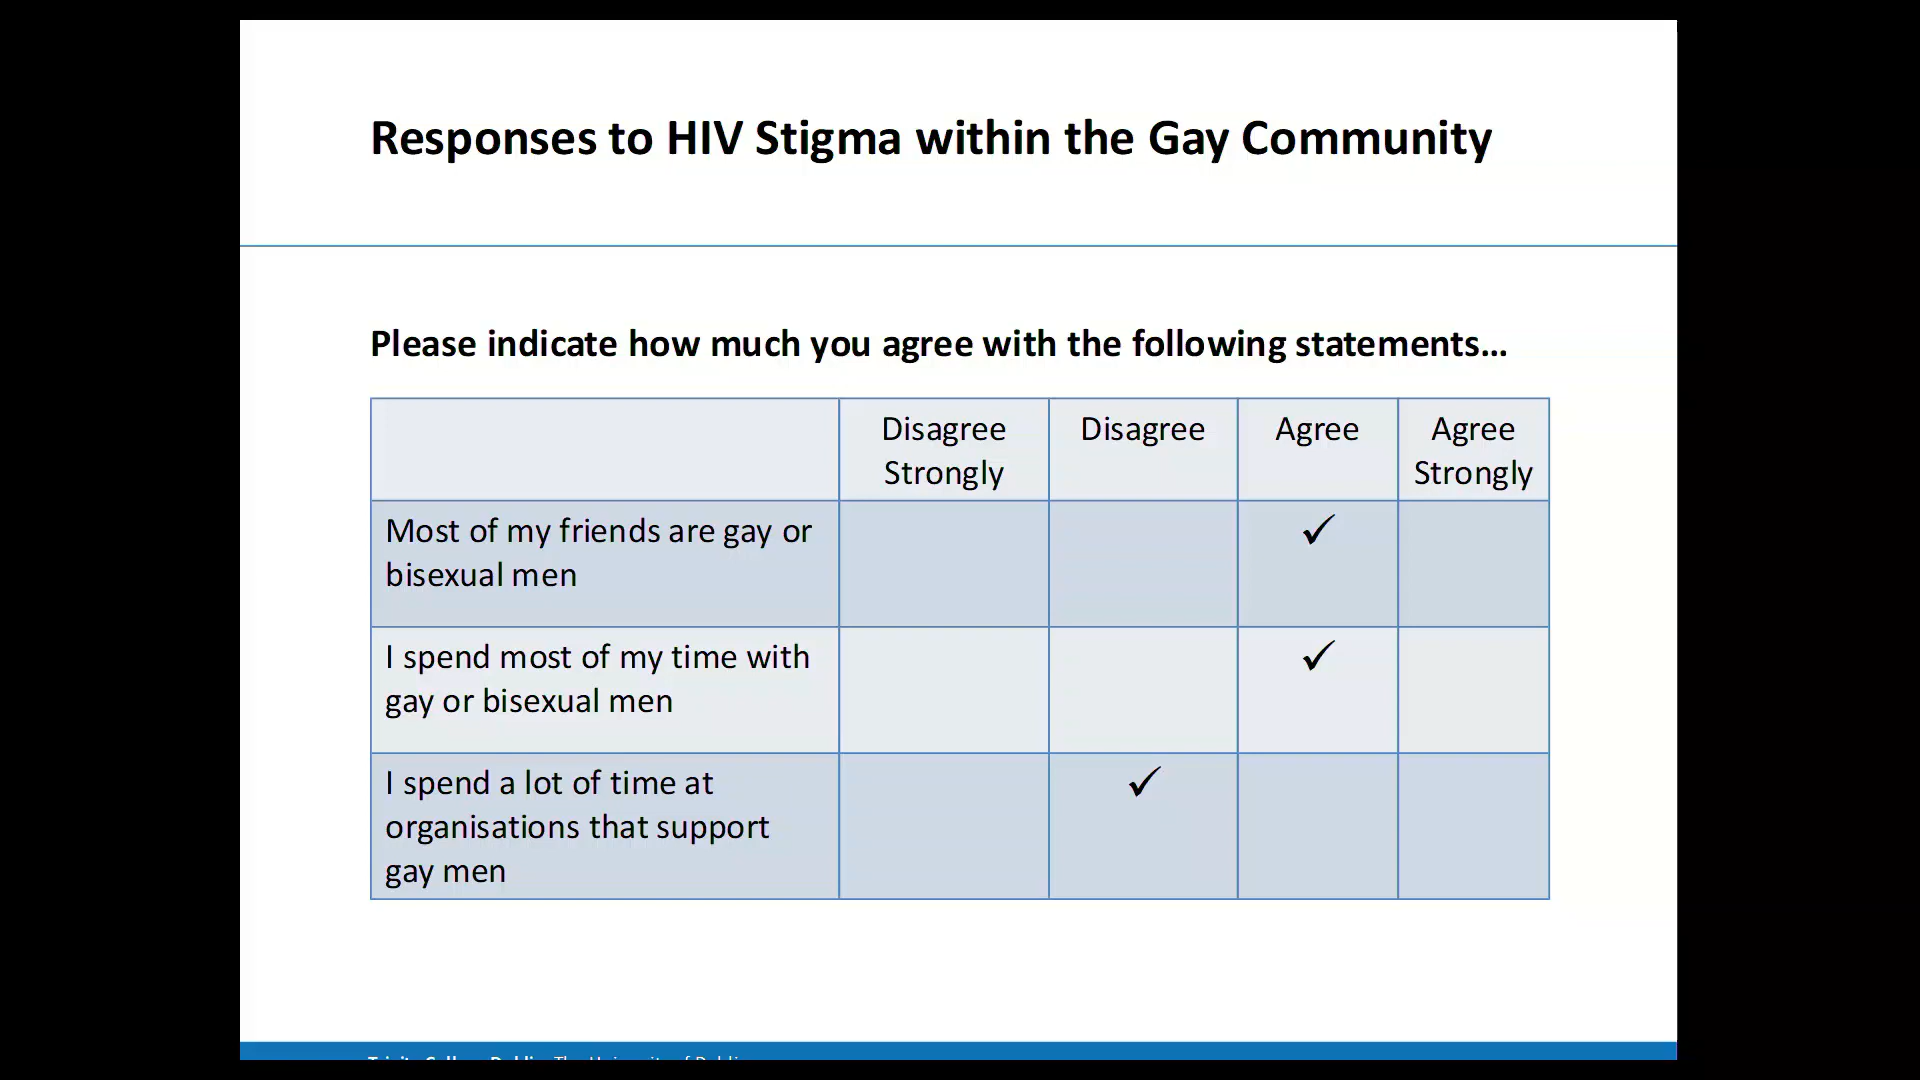 Responses to HIV Stigma within the Gay Community
Please indicate how much you agree with the following statements...
Disagree Strongly
Disagree
Agree
Agree Strongly
Most of my friends are gay or
bisexual men
✓
I spend most of my time with
gay or bisexual men
✓
I spend a lot of time at
organisations that support
gay men
✓